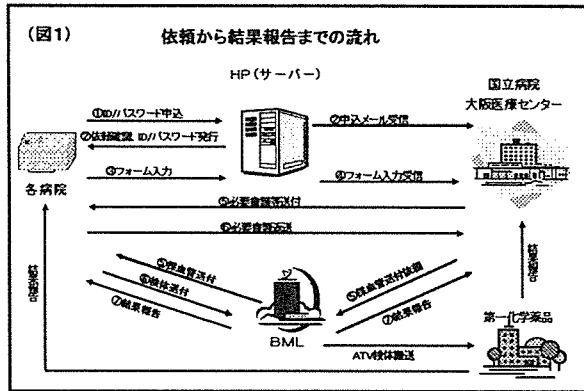 (図1)
依頼から結果報告までの流れ
HP(サーバー)
国立病院
大阪医療センター
①ID/パスワード申込
②申込メール受信
②依頼確認、ID/パスワード発行
③フォーム入力
④フォーム入力受信
各病院
⑤必要書類等送付
⑥必要書類返送
⑤採血管送付
⑥検体送付
⑦結果報告
⑤採血管送付依頼
⑦結果報告
結果報告
結果報告
BML
第一化学薬品
ATV検体搬送